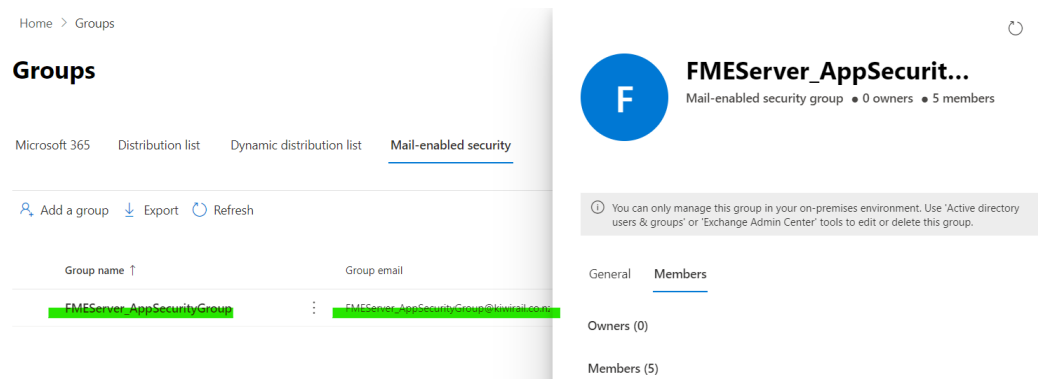 Home > Groups
Groups
Microsoft 365 Distribution list Dynamic distribution list Mail-enabled security
Add a group Export Refresh
Group name ↑ Group email
FMEServer_AppSecurityGroup FMEServer_AppSecurityGroup@kiwirail.co.nz
F
FMEServer_AppSecurit...
Mail-enabled security group ● 0 owners ● 5 members
You can only manage this group in your on-premises environment. Use 'Active directory
users & groups' or 'Exchange Admin Center' tools to edit or delete this group.
General Members
Owners (0)
Members (5)